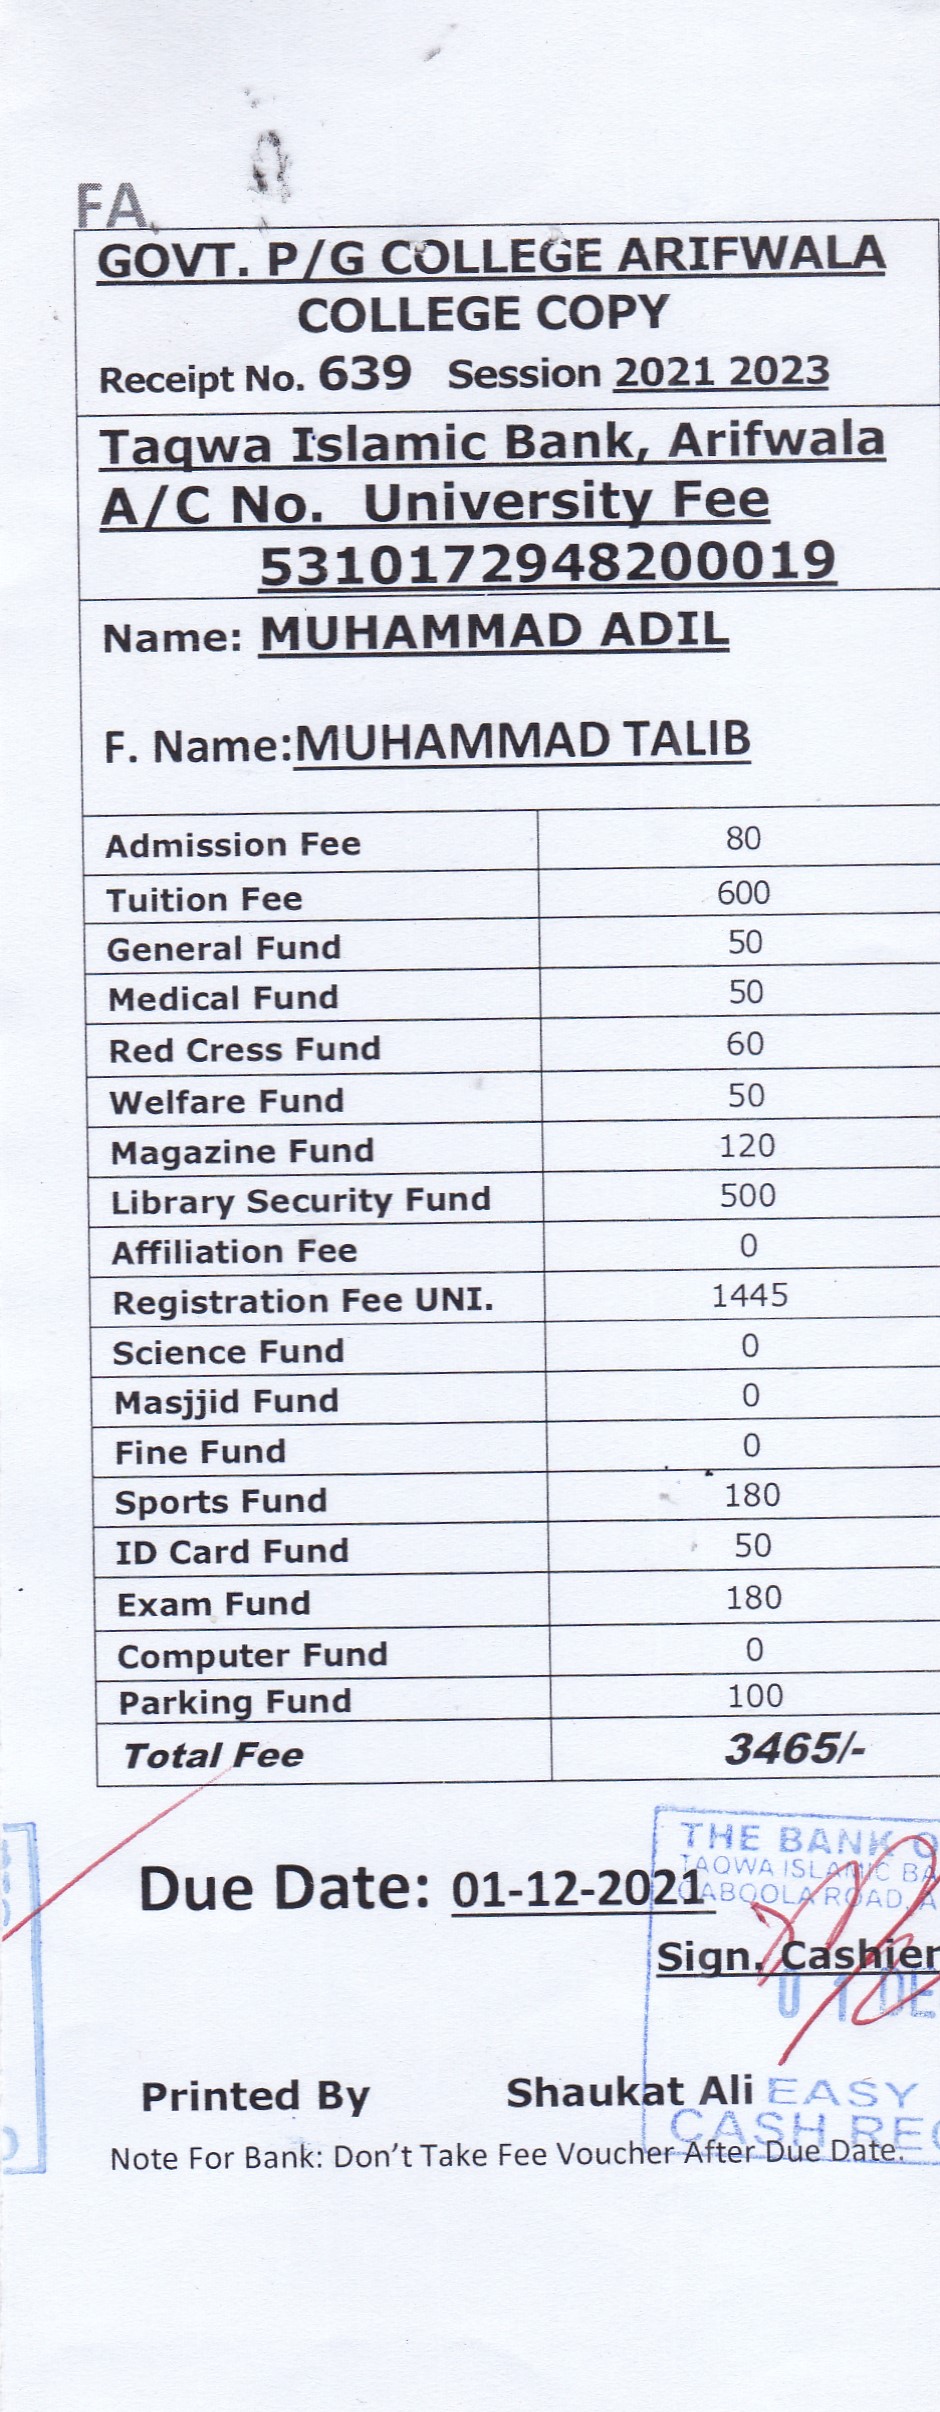 FA
GOVT. P/G COLLEGE ARIFWALA
COLLEGE COPY
Receipt No. 639 Session 2021 2023
Taqwa Islamic Bank, Arifwala
A/C No. University Fee
5310172948200019
Name: MUHAMMAD ADIL
F. Name:MUHAMMAD TALIB
Admission Fee 80
Tuition Fee 600
General Fund 50
Medical Fund 50
Red Cress Fund 60
Welfare Fund 50
Magazine Fund 120
Library Security Fund 500
Affiliation Fee 0
Registration Fee UNI. 1445
Science Fund 0
Masjjid Fund 0
Fine Fund 0
Sports Fund 180
ID Card Fund 50
Exam Fund 180
Computer Fund 0
Parking Fund 100
Total Fee 3465/-
THE BANK O
TAQWA ISLAMIC BA
QABOOLA ROAD, A
Due Date: 01-12-2021
Sign. Cashier
01 DE
Printed By Shaukat Ali
EASY
CASH REC
Note For Bank: Don't Take Fee Voucher After Due Date.